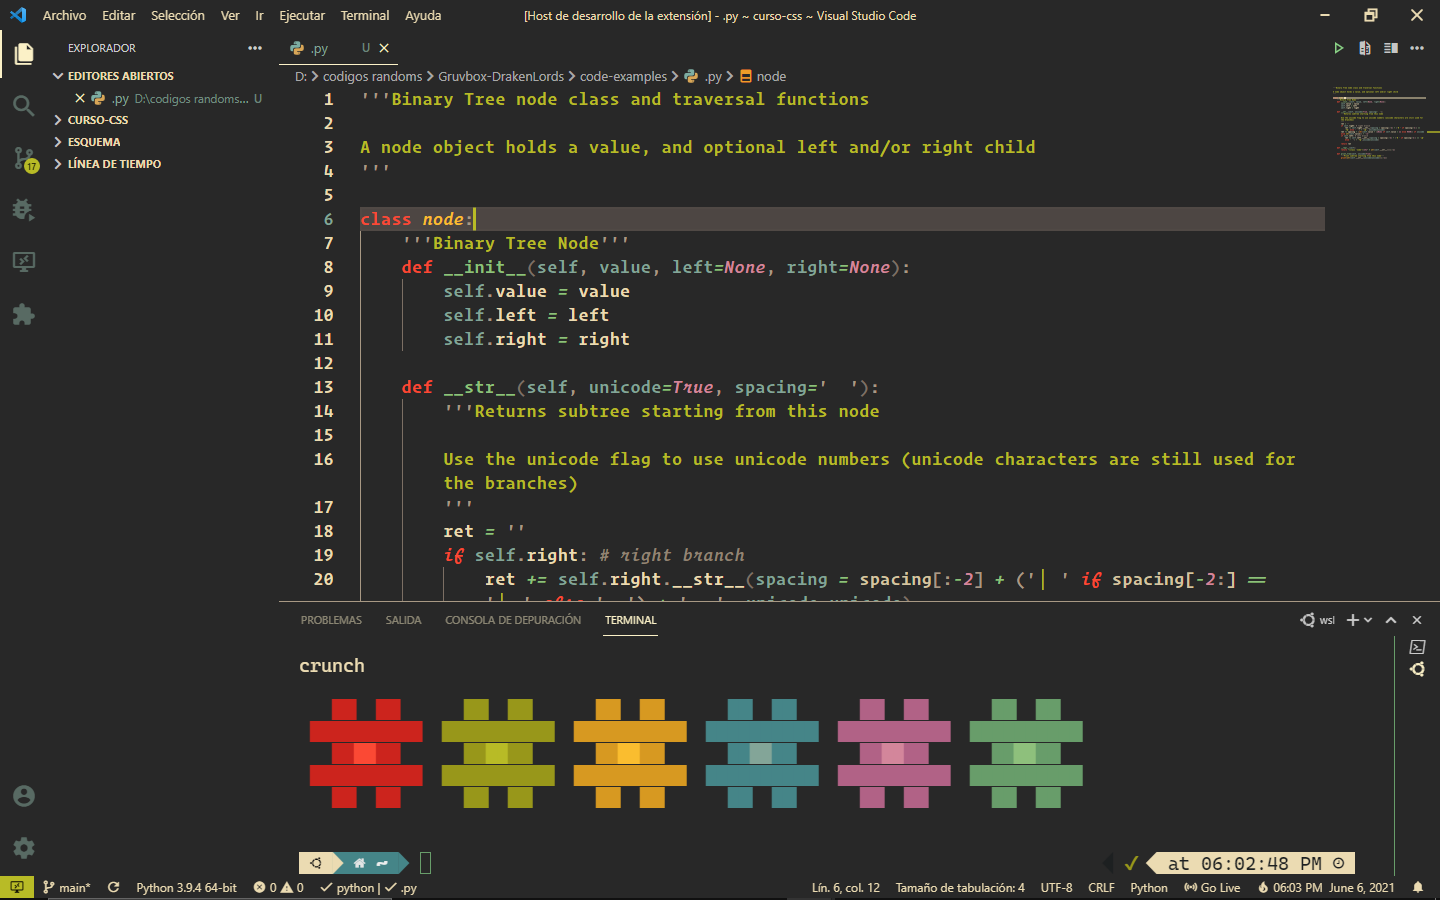 Archivo Editar Selección Ver Ir Ejecutar Terminal Ayuda [Host de desarrollo de la extensión] - .py ~ curso-css ~ Visual Studio Code
EXPLORADOR
EDITORES ABIERTOS
.py D:\codigos randoms... U
CURSO-CSS
ESQUEMA
LÍNEA DE TIEMPO
17
.py U
D: > codigos randoms > Gruvbox-DrakenLords > code-examples > .py > node
1 '''Binary Tree node class and traversal functions
2
3 A node object holds a value, and optional left and/or right child
4 '''
5
6 class node:
7 '''Binary Tree Node'''
8 def __init__(self, value, left=None, right=None):
9 self.value = value
10 self.left = left
11 self.right = right
12
13 def __str__(self, unicode=True, spacing='  '):
14 '''Returns subtree starting from this node
15
16 Use the unicode flag to use unicode numbers (unicode characters are still used for
the branches)
17 '''
18 ret = ''
19 if self.right: # right branch
20 ret += self.right.__str__(spacing = spacing[:-2] + ('│ ' if spacing[-2:] ==
PROBLEMAS SALIDA CONSOLA DE DEPURACIÓN TERMINAL wsl
crunch
~ ✓ at 06:02:48 PM
main* Python 3.9.4 64-bit 0 0 ✓ python | ✓ .py Lín. 6, col. 12 Tamaño de tabulación: 4 UTF-8 CRLF Python Go Live 06:03 PM June 6, 2021